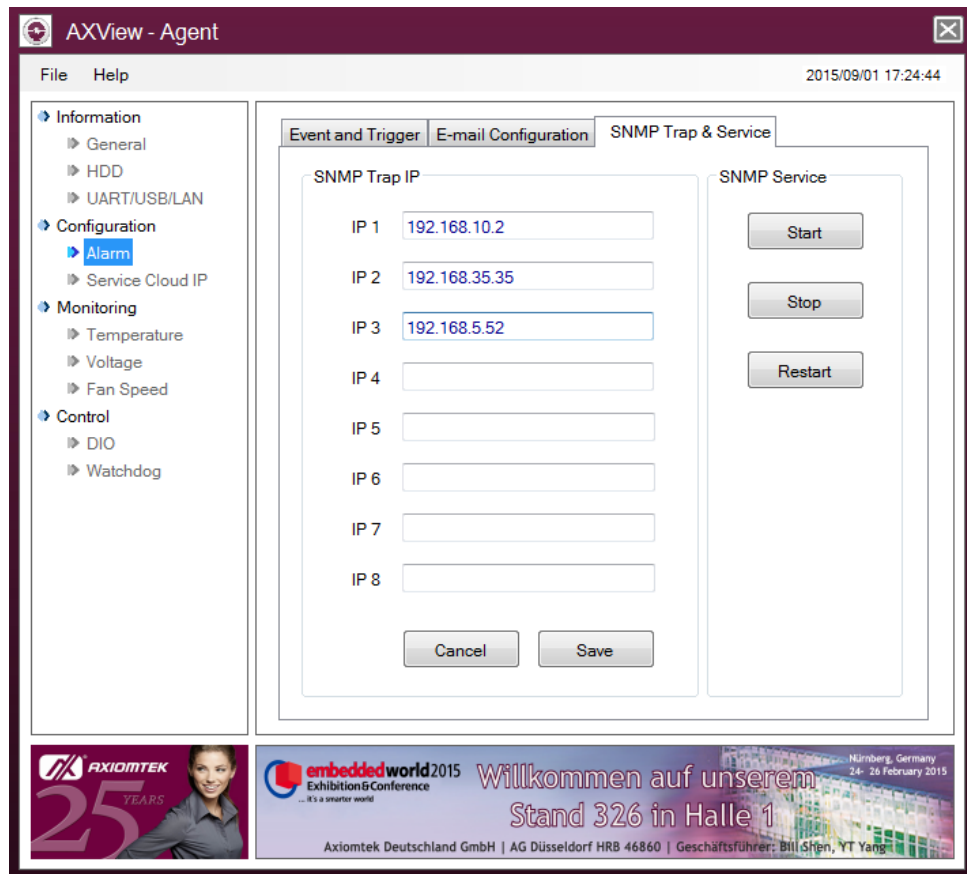 AXView - Agent
File Help 2015/09/01 17:24:44
Information
General
HDD
UART/USB/LAN
Configuration
Alarm
Service Cloud IP
Monitoring
Temperature
Voltage
Fan Speed
Control
DIO
Watchdog
Event and Trigger E-mail Configuration SNMP Trap & Service
SNMP Trap IP
IP 1 192.168.10.2
IP 2 192.168.35.35
IP 3 192.168.5.52
IP 4
IP 5
IP 6
IP 7
IP 8
Cancel Save
SNMP Service
Start
Stop
Restart
AXIOMTEK
25 YEARS
embedded world2015
Exhibition&Conference
... it's a smarter world
Willkommen auf unserem
Stand 326 in Halle 1
Nürnberg, Germany
24- 26 February 2015
Axiomtek Deutschland GmbH | AG Düsseldorf HRB 46860 | Geschäftsführer: Bill Shen, YT Yang